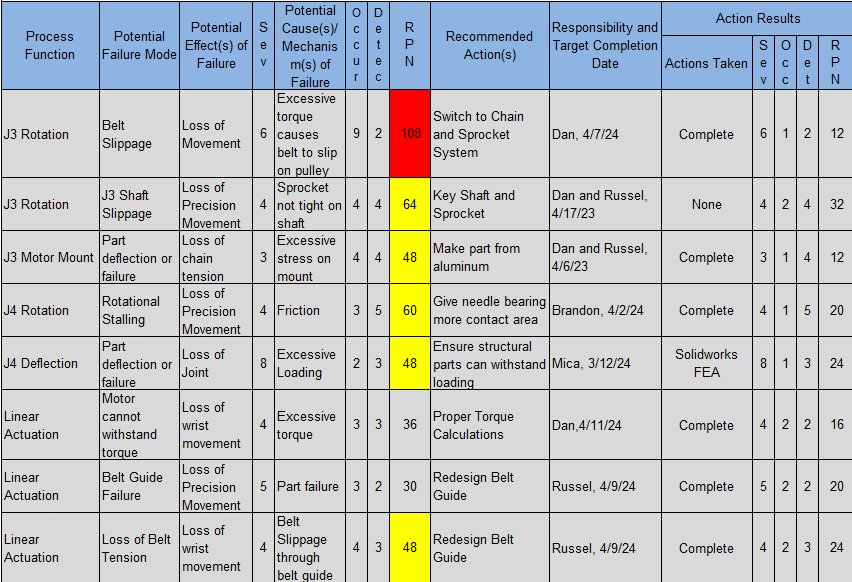 Process
Function
Potential
Failure Mode
Potential
Effect(s) of
Failure
Sev
Potential
Cause(s)/
Mechanis
m(s) of
Failure
Occur
Detec
RPN
Recommended
Action(s)
Responsibility and
Target Completion
Date
Action Results
Actions Taken
Sev
Occ
Det
RPN
J3 Rotation
Belt
Slippage
Loss of
Movement
6
Excessive
torque
causes
belt to slip
on pulley
9
2
108
Switch to Chain
and Sprocket
System
Dan, 4/7/24
Complete
6
1
2
12
J3 Rotation
J3 Shaft
Slippage
Loss of
Precision
Movement
4
Sprocket
not tight on
shaft
4
4
64
Key Shaft and
Sprocket
Dan and Russel,
4/17/23
None
4
2
4
32
J3 Motor Mount
Part
deflection or
failure
Loss of
chain
tension
3
Excessive
stress on
mount
4
4
48
Make part from
aluminum
Dan and Russel,
4/6/23
Complete
3
1
4
12
J4 Rotation
Rotational
Stalling
Loss of
Precision
Movement
4
Friction
3
5
60
Give needle bearing
more contact area
Brandon, 4/2/24
Complete
4
1
5
20
J4 Deflection
Part
deflection or
failure
Loss of
Joint
8
Excessive
Loading
2
3
48
Ensure structural
parts can withstand
loading
Mica, 3/12/24
Solidworks
FEA
8
1
3
24
Linear
Actuation
Motor
cannot
withstand
torque
Loss of
wrist
movement
4
Excessive
torque
3
3
36
Proper Torque
Calculations
Dan,4/11/24
Complete
4
2
2
16
Linear
Actuation
Belt Guide
Failure
Loss of
Precision
Movement
5
Part failure
3
2
30
Redesign Belt
Guide
Russel, 4/9/24
Complete
5
2
2
20
Linear
Actuation
Loss of Belt
Tension
Loss of
wrist
movement
4
Belt
Slippage
through
belt guide
4
3
48
Redesign Belt
Guide
Russel, 4/9/24
Complete
4
2
3
24